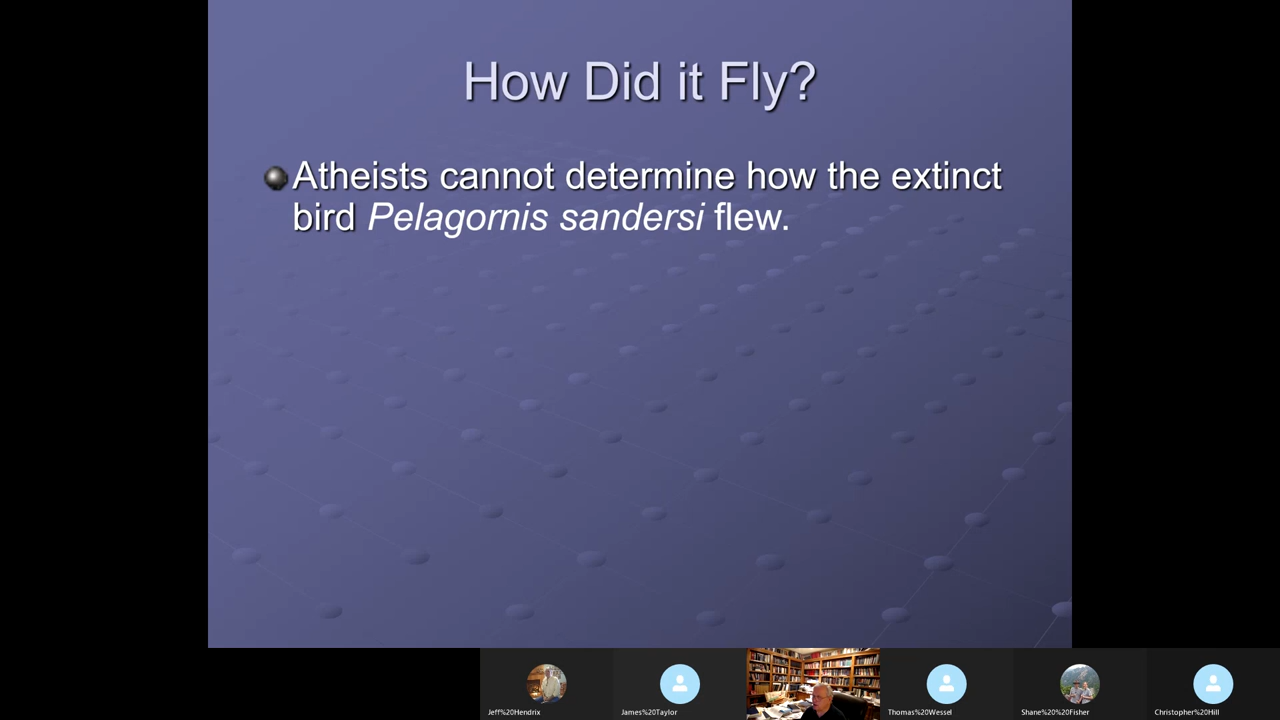 How Did it Fly?
Atheists cannot determine how the extinct
bird Pelagornis sandersi flew.
Jeff%20Hendrix
James%20Taylor
Thomas%20Wessel
Shane%20%20Fisher
Christopher%20Hill